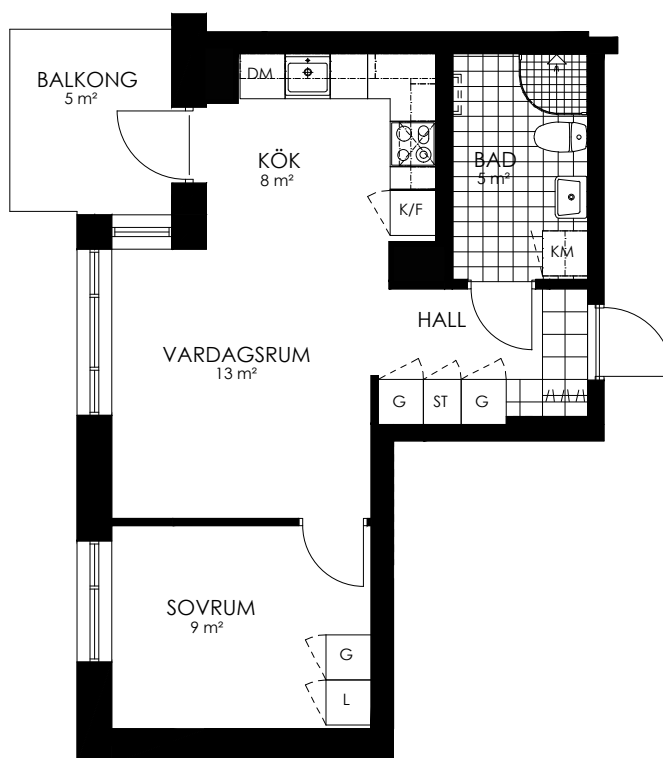 BALKONG
5 m²
DM
KÖK
8 m²
BAD
5 m²
K/F
KM
HALL
VARDAGSRUM
13 m²
G
ST
G
SOVRUM
9 m²
G
L